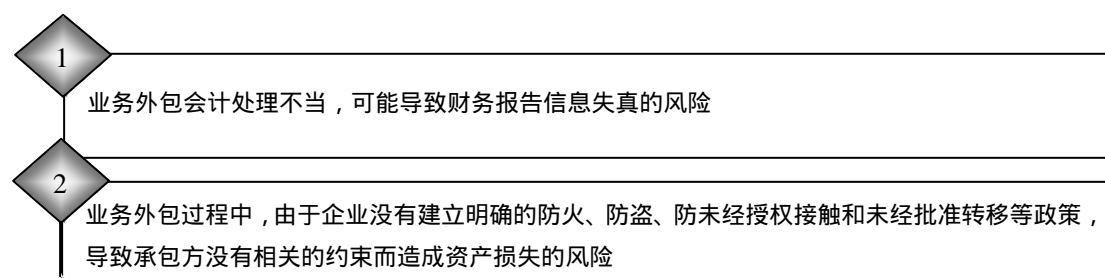 1
业务外包会计处理不当，可能导致财务报告信息失真的风险
2
业务外包过程中，由于企业没有建立明确的防火、防盗、防未经授权接触和未经批准转移等政策，
导致承包方没有相关的约束而造成资产损失的风险